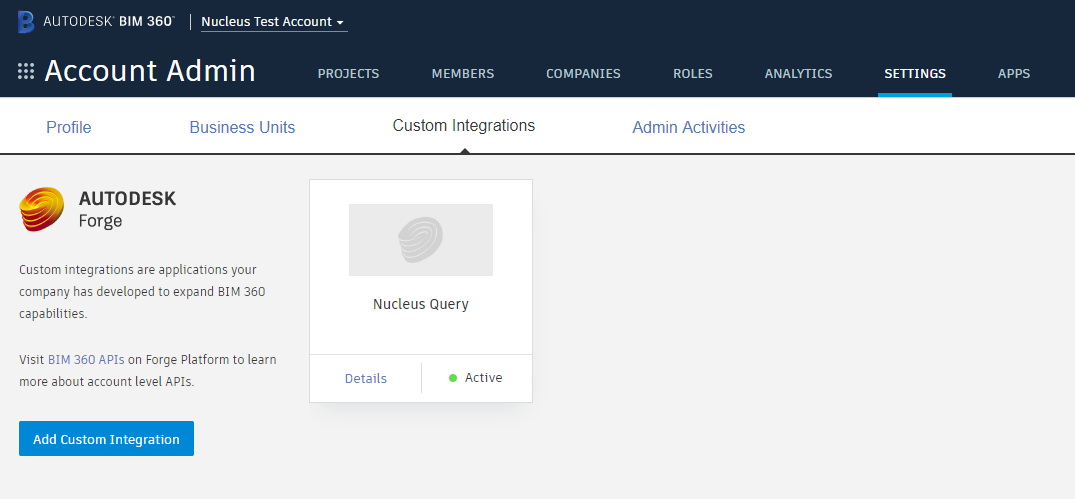 AUTODESK® BIM 360™ Nucleus Test Account
Account Admin PROJECTS MEMBERS COMPANIES ROLES ANALYTICS SETTINGS APPS
Profile Business Units Custom Integrations Admin Activities
AUTODESK
Forge
Custom integrations are applications your
company has developed to expand BIM 360
capabilities.
Visit BIM 360 APIs on Forge Platform to learn
more about account level APIs.
Add Custom Integration
Nucleus Query
Details Active